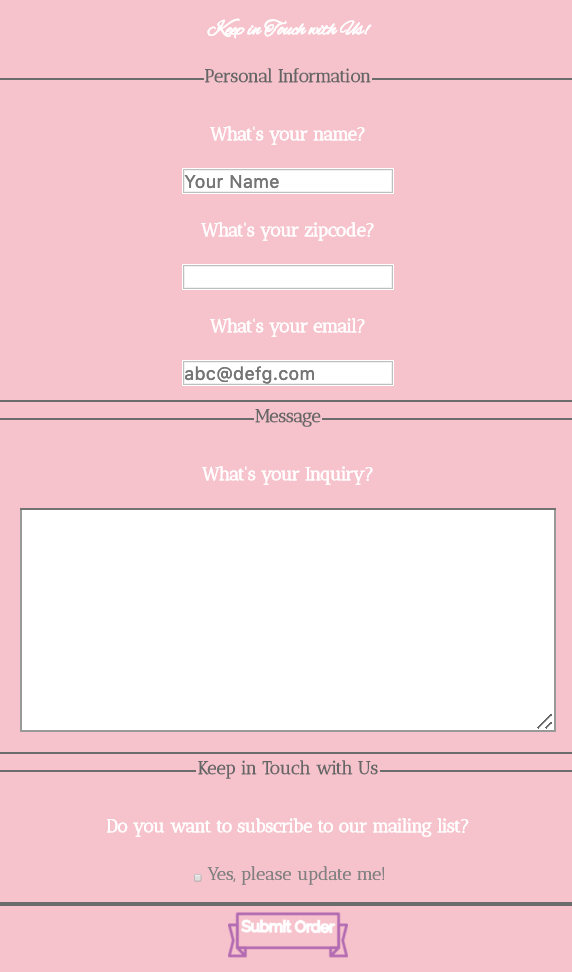 Keep in Touch with Us!
Personal Information
What's your name?
Your Name
What's your zipcode?
What's your email?
abc@defg.com
Message
What's your Inquiry?
Keep in Touch with Us
Do you want to subscribe to our mailing list?
Yes, please update me!
Submit Order